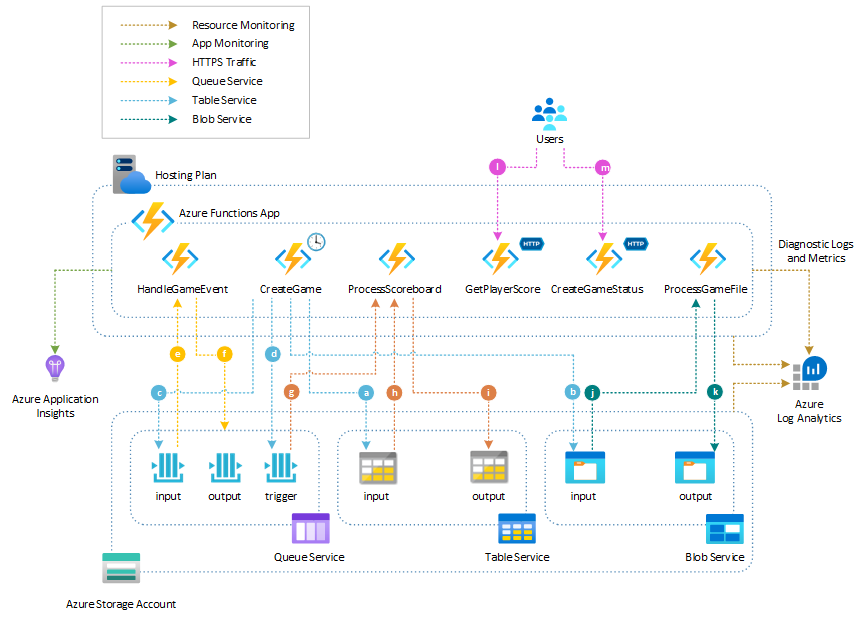 Resource Monitoring
App Monitoring
HTTPS Traffic
Queue Service
Table Service
Blob Service
Users
l
m
Hosting Plan
Azure Functions App
HTTP
HTTP
Diagnostic Logs
and Metrics
HandleGameEvent
CreateGame
ProcessScoreboard
GetPlayerScore
CreateGameStatus
ProcessGameFile
e
f
d
c
g
a
h
i
b
j
k
Azure Application
Insights
Azure
Log Analytics
input
output
trigger
input
output
input
output
Queue Service
Table Service
Blob Service
Azure Storage Account